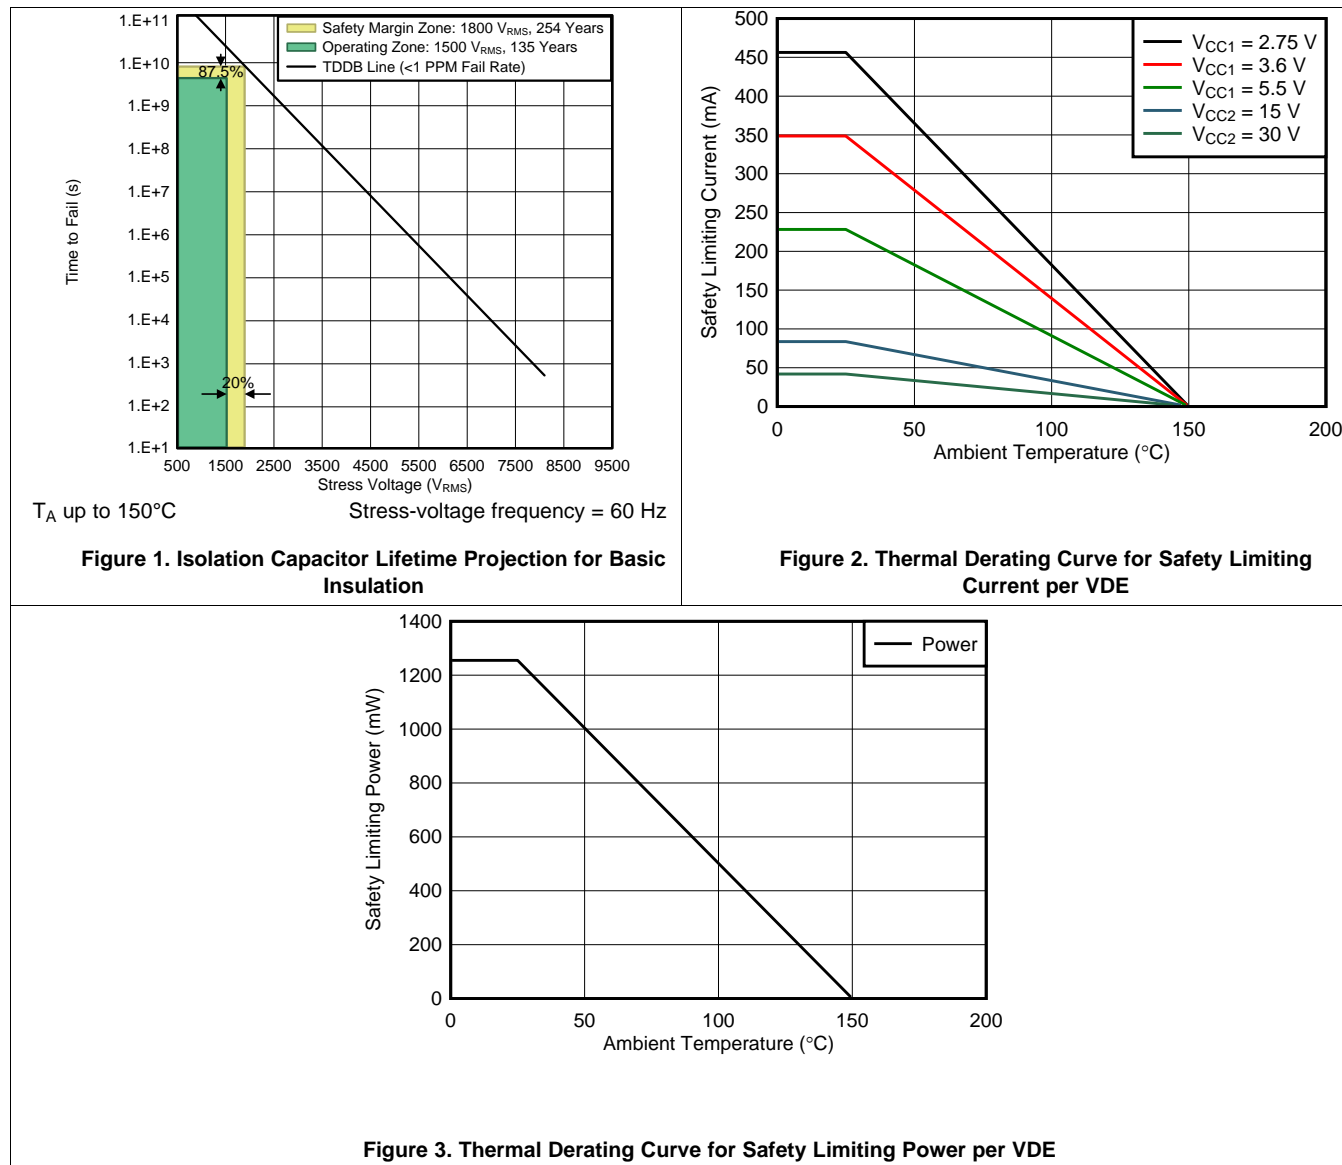 1.E+11
1.E+10
1.E+9
1.E+8
1.E+7
1.E+6
1.E+5
1.E+4
1.E+3
1.E+2
1.E+1
Time to Fail (s)
Safety Margin Zone: 1800 VRMS, 254 Years
Operating Zone: 1500 VRMS, 135 Years
TDDB Line (<1 PPM Fail Rate)
87.5%
20%
500 1500 2500 3500 4500 5500 6500 7500 8500 9500
Stress Voltage (VRMS)
TA up to 150°C Stress-voltage frequency = 60 Hz
Figure 1. Isolation Capacitor Lifetime Projection for Basic
Insulation
500
450
400
350
300
250
200
150
100
50
0
Safety Limiting Current (mA)
VCC1 = 2.75 V
VCC1 = 3.6 V
VCC1 = 5.5 V
VCC2 = 15 V
VCC2 = 30 V
0 50 100 150 200
Ambient Temperature (°C)
Figure 2. Thermal Derating Curve for Safety Limiting
Current per VDE
1400
1200
1000
800
600
400
200
0
Safety Limiting Power (mW)
Power
0 50 100 150 200
Ambient Temperature (°C)
Figure 3. Thermal Derating Curve for Safety Limiting Power per VDE